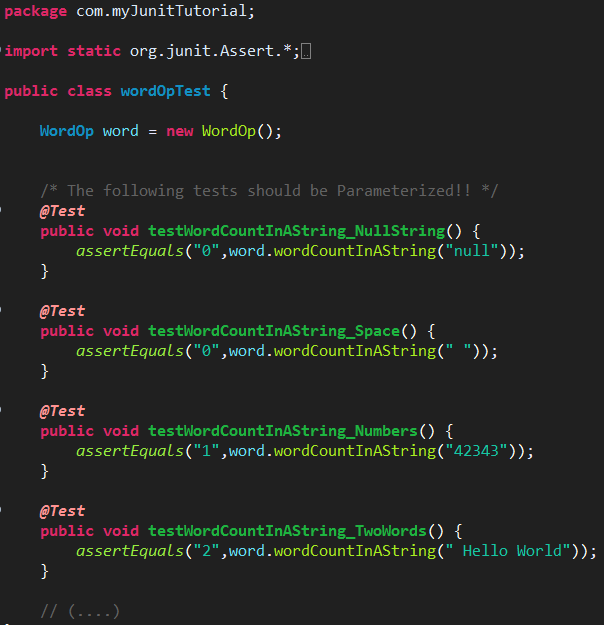 package com.myJunitTutorial;
import static org.junit.Assert.*;
public class wordOpTest {
WordOp word = new WordOp();
/* The following tests should be Parameterized!! */
@Test
public void testWordCountInAString_NullString() {
assertEquals("0",word.wordCountInAString("null"));
}
@Test
public void testWordCountInAString_Space() {
assertEquals("0",word.wordCountInAString(" "));
}
@Test
public void testWordCountInAString_Numbers() {
assertEquals("1",word.wordCountInAString("42343"));
}
@Test
public void testWordCountInAString_TwoWords() {
assertEquals("2",word.wordCountInAString(" Hello World"));
}
// (....)